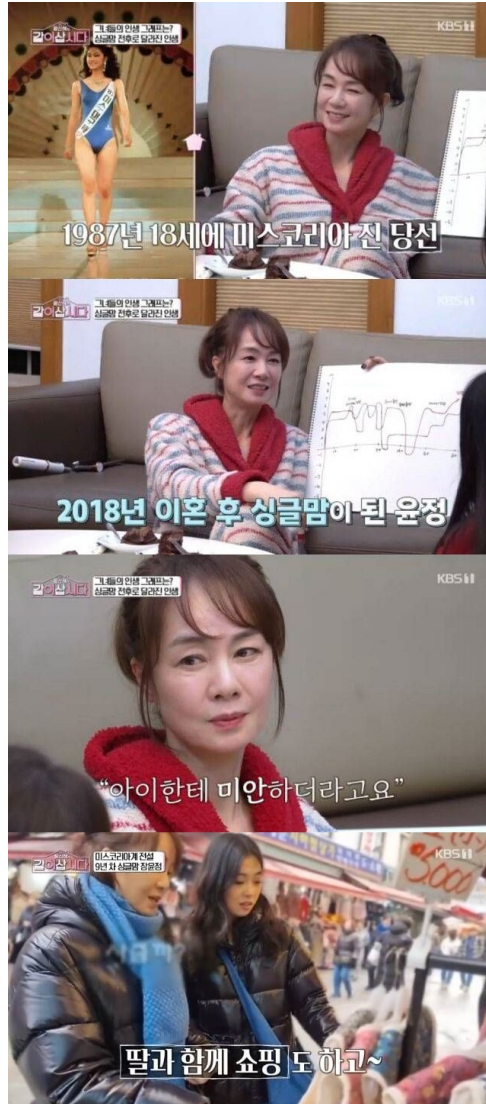 같이 삽시다
그녀들의 인생 그래프는?
싱글맘 전후로 달라진 인생
KBS 1
1987년 18세에 미스코리아 진 당선
같이 삽시다
그녀들의 인생 그래프는?
싱글맘 전후로 달라진 인생
KBS 1
2018년 이혼 후 싱글맘이 된 윤정
같이 삽시다
그녀들의 인생 그래프는?
싱글맘 전후로 달라진 인생
KBS 1
“아이한테 미안하더라고요”
같이 삽시다
미스코리아계 전설
9년 차 싱글맘 장윤정
KBS 1
5000
딸과 함께 쇼핑도 하고~